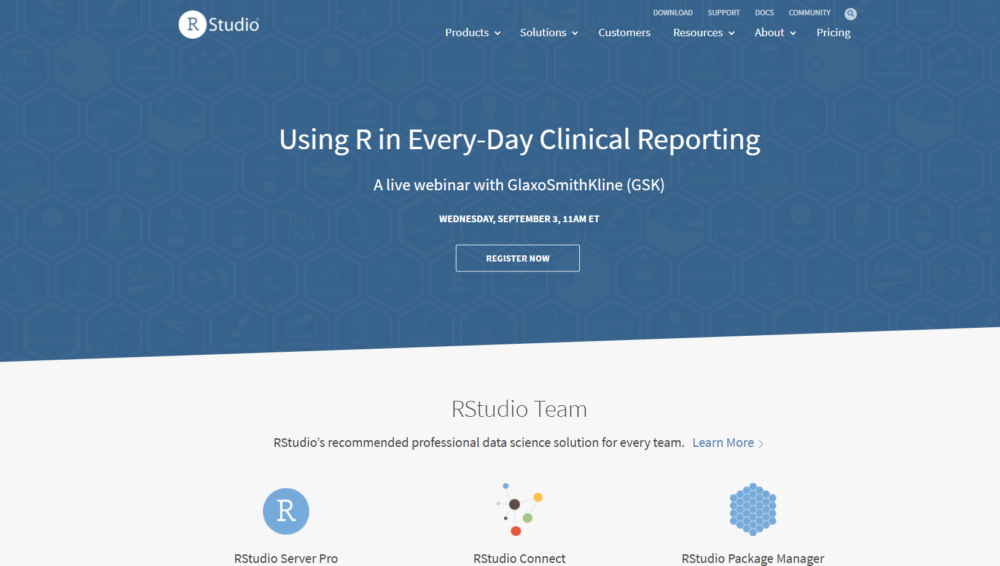 DOWNLOAD SUPPORT DOCS COMMUNITY
R Studio
Products Solutions Customers Resources About Pricing
Using R in Every-Day Clinical Reporting
A live webinar with GlaxoSmithKline (GSK)
WEDNESDAY, SEPTEMBER 3, 11AM ET
REGISTER NOW
RStudio Team
RStudio’s recommended professional data science solution for every team. Learn More
R
RStudio Server Pro RStudio Connect RStudio Package Manager